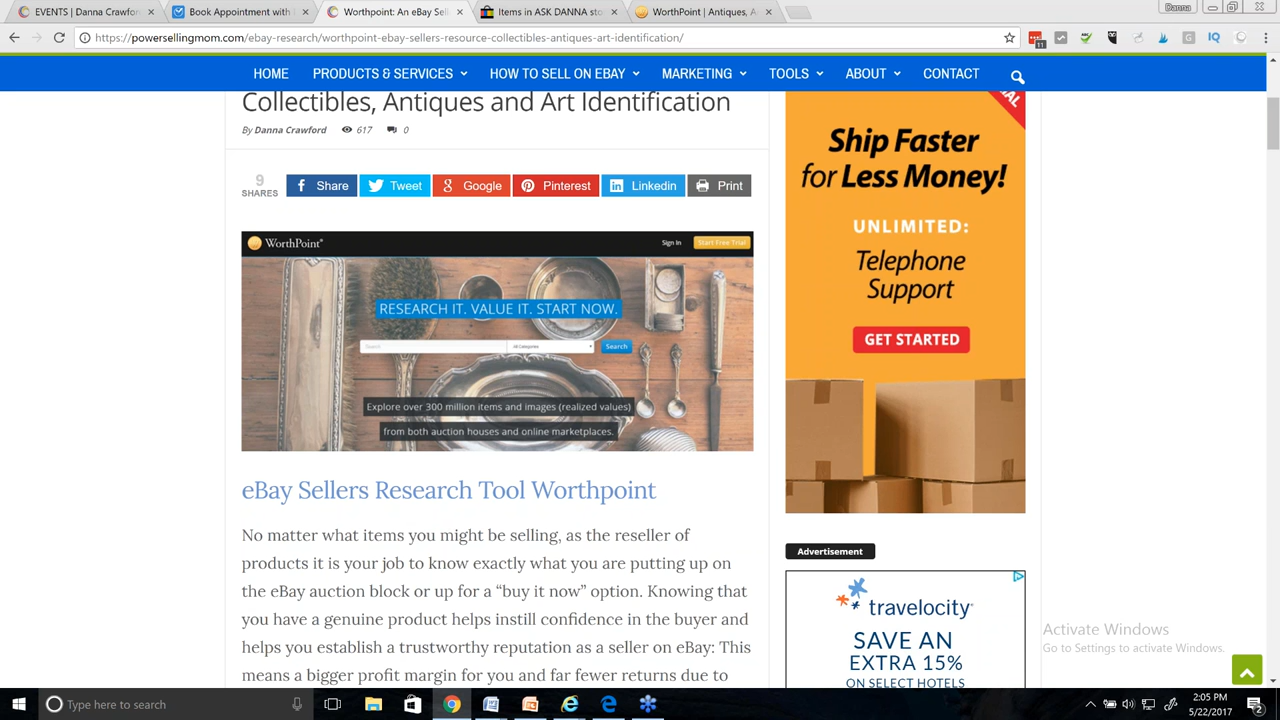 EVENTS | Danna Crawford
Book Appointment with
Worthpoint: An eBay Sel
Items in ASK DANNA sto
WorthPoint | Antiques, A
Danna
https://powersellingmom.com/ebay-research/worthpoint-ebay-sellers-resource-collectibles-antiques-art-identification/
11
IQ
HOME PRODUCTS & SERVICES HOW TO SELL ON EBAY MARKETING TOOLS ABOUT CONTACT
Collectibles, Antiques and Art Identification
By Danna Crawford 617 0
9
SHARES
Share Tweet Google Pinterest Linkedin Print
WorthPoint
Sign In Start Free Trial
RESEARCH IT. VALUE IT. START NOW.
Search All Categories Search
Explore over 300 million items and images (realized values)
from both auction houses and online marketplaces.
eBay Sellers Research Tool Worthpoint
No matter what items you might be selling, as the reseller of
products it is your job to know exactly what you are putting up on
the eBay auction block or up for a “buy it now” option. Knowing that
you have a genuine product helps instill confidence in the buyer and
helps you establish a trustworthy reputation as a seller on eBay: This
means a bigger profit margin for you and far fewer returns due to
Ship Faster
for Less Money!
UNLIMITED:
Telephone
Support
GET STARTED
Advertisement
travelocity
SAVE AN
EXTRA 15%
ON SELECT HOTELS
Activate Windows
Go to Settings to activate Windows.
Type here to search
2:05 PM
5/22/2017
2